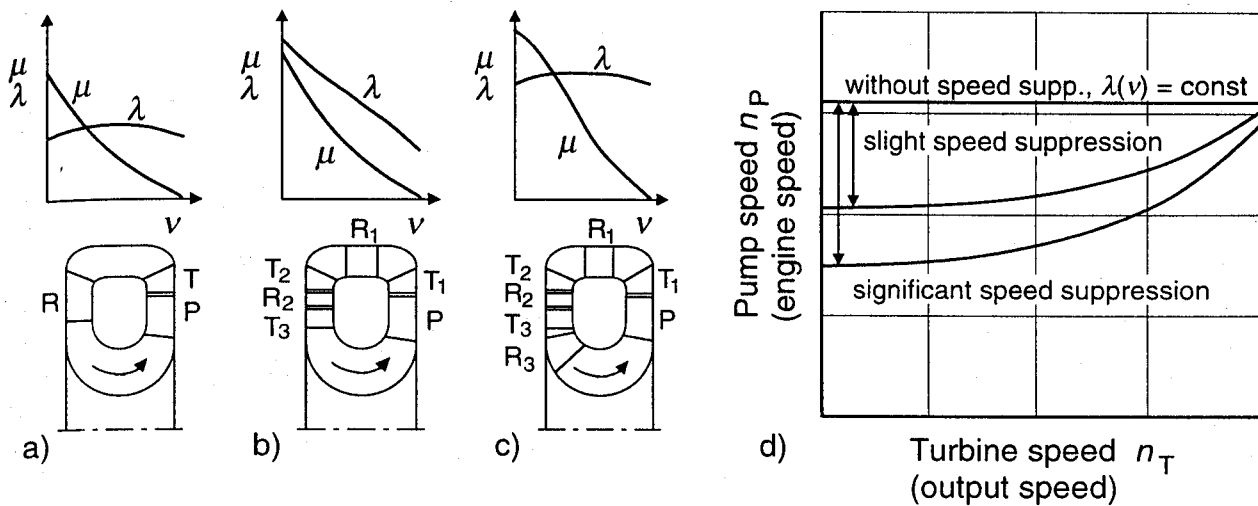 μ
λ
μ
λ
ν
R
T
P
a)
μ
λ
λ
μ
ν
R1
T2
R2
T3
T1
P
b)
μ
λ
λ
μ
ν
R1
T2
R2
T3
R3
T1
P
c)
Pump speed nP
(engine speed)
without speed supp., λ(ν) = const
slight speed suppression
significant speed suppression
d)
Turbine speed nT
(output speed)